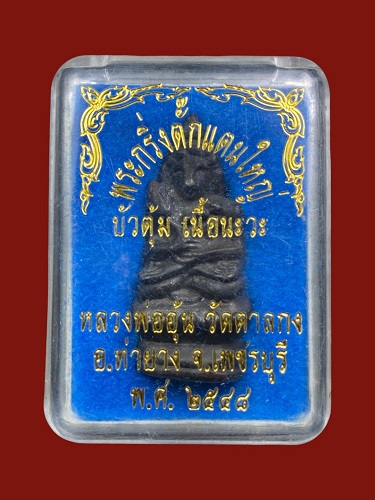 พระกริ่งตั๊กแตนใหญ่
บัวตุ้ม เนื้อนะวะ
หลวงพ่ออุ้น วัดตาลกง
อ.ท่ายาง จ.เพชรบุรี
พ.ศ. ๒๕๔๘